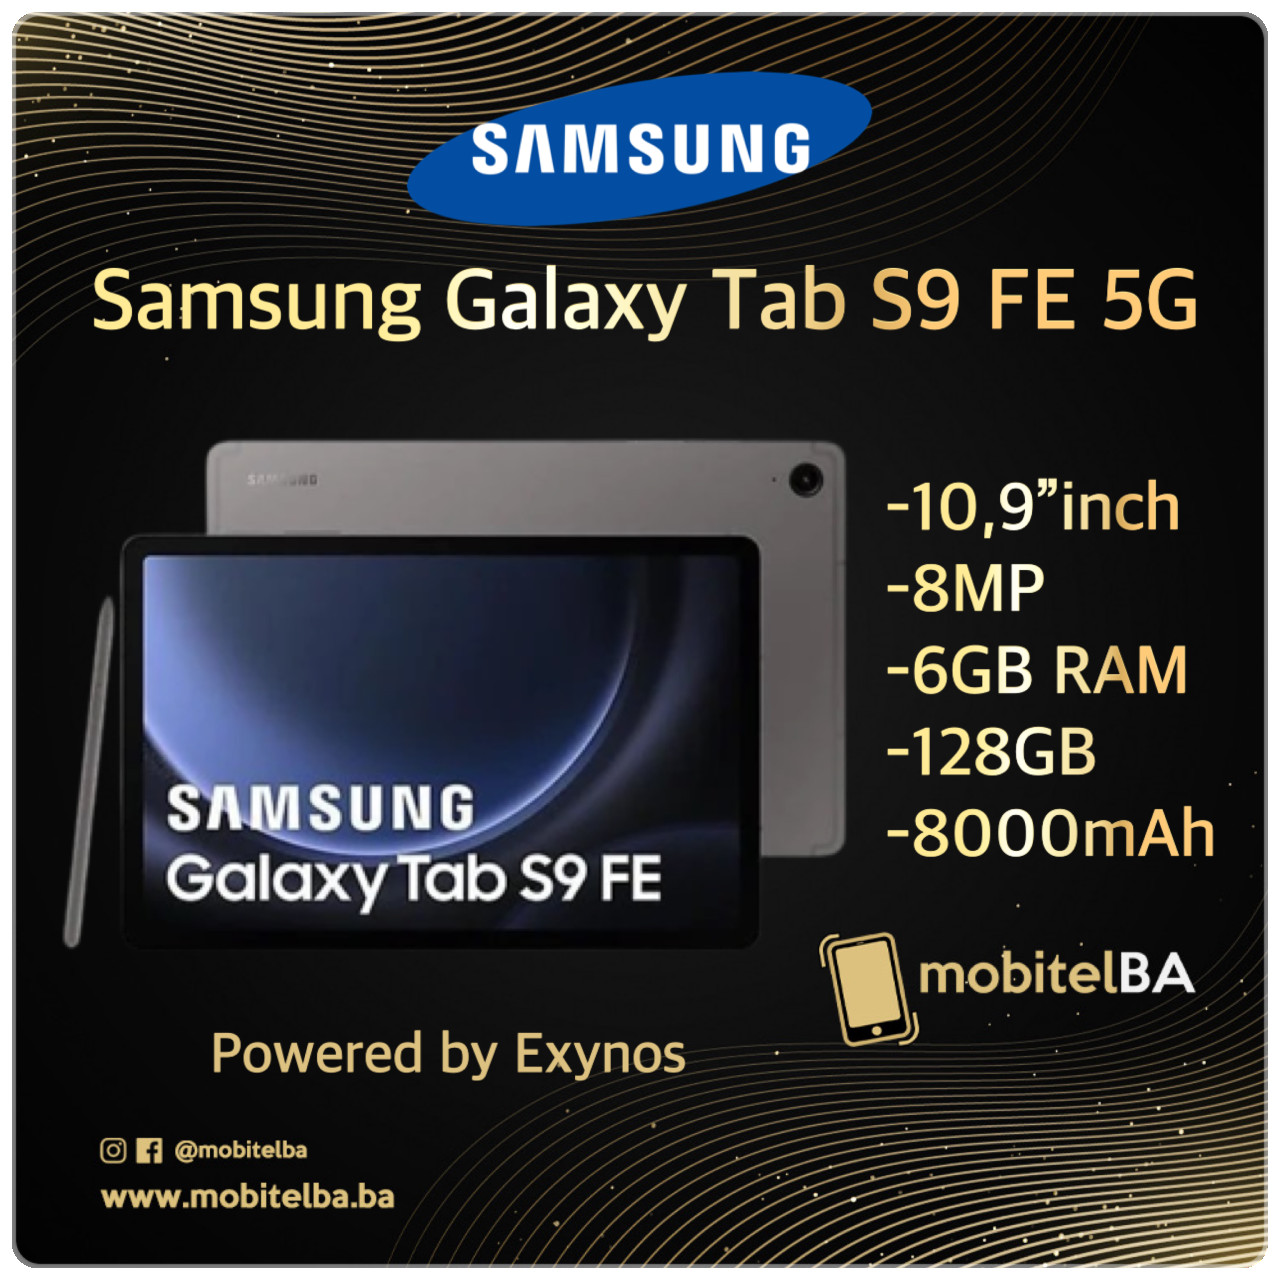 SAMSUNG
Samsung Galaxy Tab S9 FE 5G
SAMSUNG
-10,9”inch
-8MP
-6GB RAM
-128GB
-8000mAh
SAMSUNG
Galaxy Tab S9 FE
mobitelBA
Powered by Exynos
@mobitelba
www.mobitelba.ba